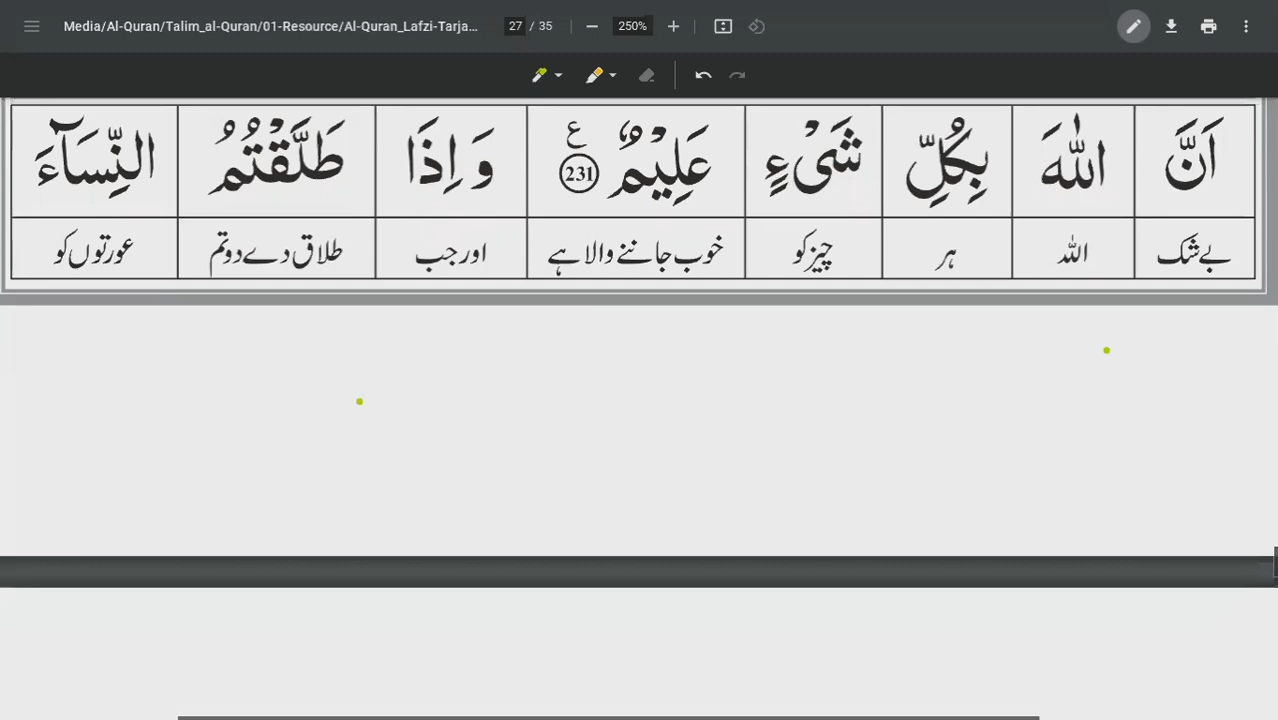 Media/Al-Quran/Talim_al-Quran/01-Resource/Al-Quran_Lafzi-Tarja... 27 / 35 250%
اَنَّ اللّٰهَ بِكُلِّ شَیْءٍ عَلِیْمٌ۠ ع 231 وَ اِذَا طَلَّقْتُمُ النِّسَآءَ
بے شک اللہ ہر چیز کو خوب جاننے والا ہے اور جب طلاق دے دو تم عورتوں کو